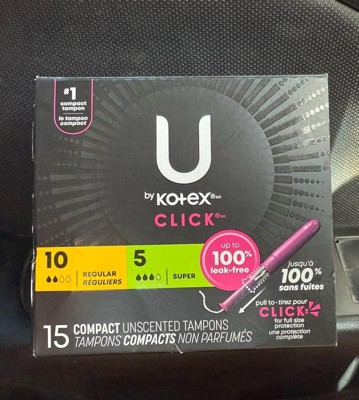 #1
compact
tampon
le tampon
compact
U
by Kotex
CLICK
10
REGULAR
RÉGULIERS
5
SUPER
up to
100%
leak-free
jusqu'à
100%
sans fuites
pull to · tirez pour
CLICK
for full size
protection
une protection
complète
15 COMPACT UNSCENTED TAMPONS
TAMPONS COMPACTS NON PARFUMÉS